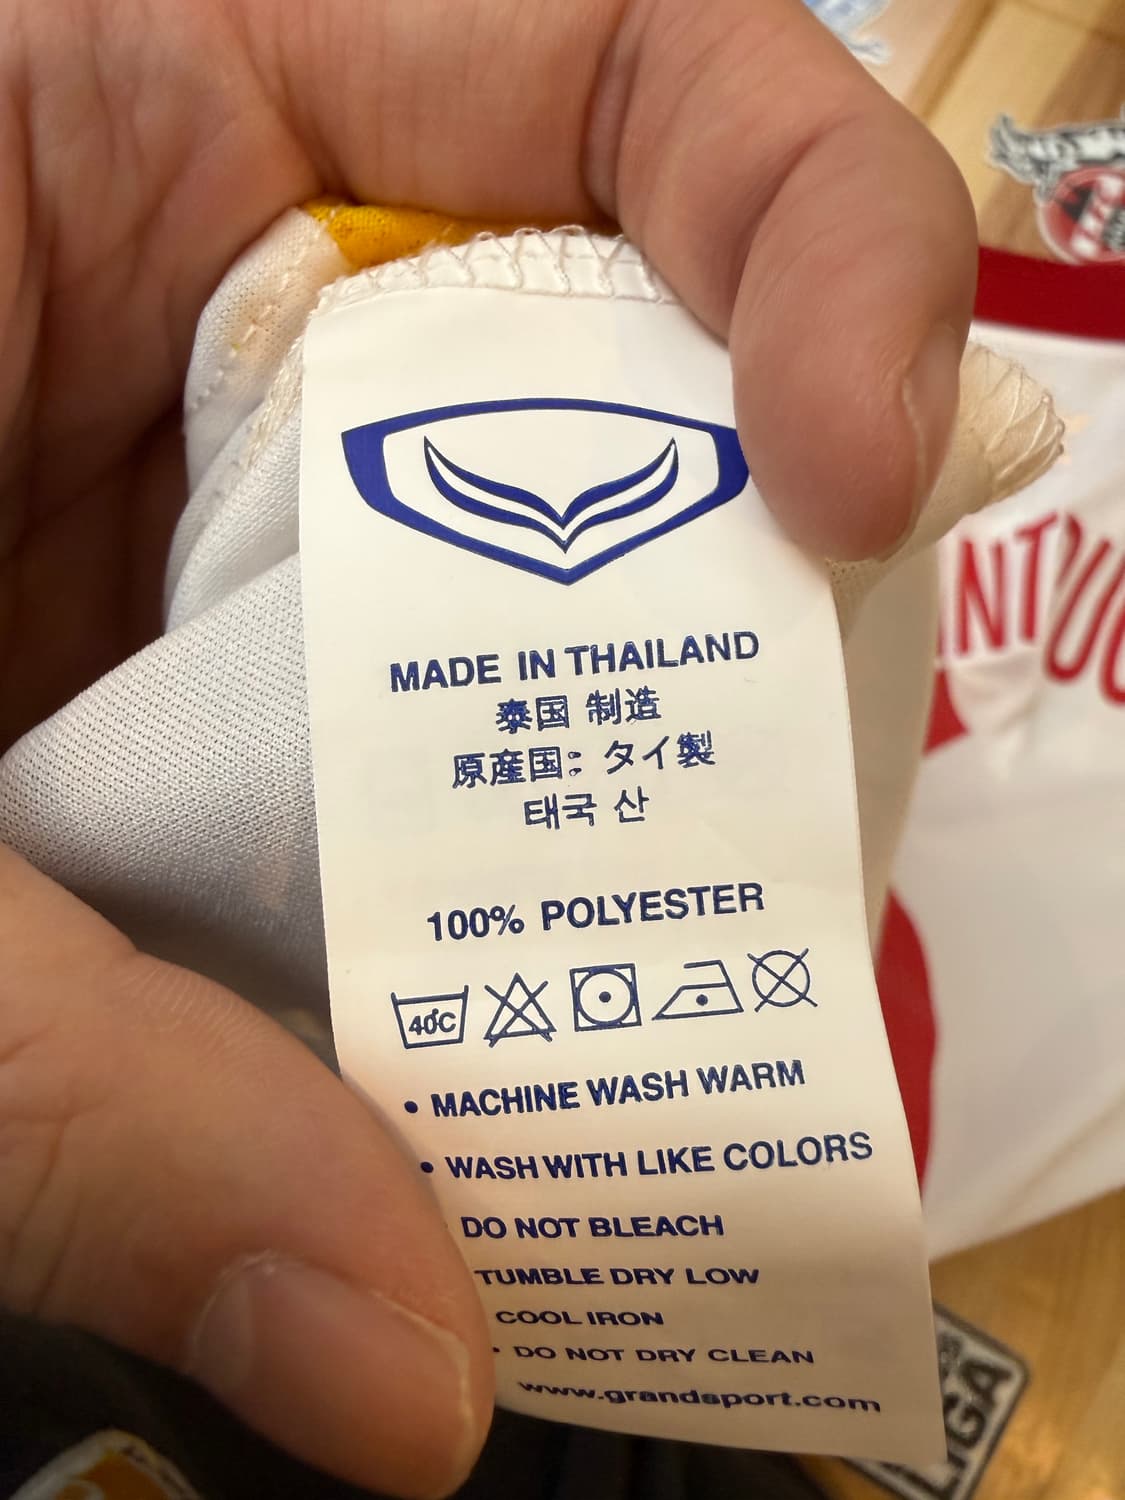 MADE IN THAILAND
泰国 制造
原産国: タイ製
태국 산
100% POLYESTER
40°C
• MACHINE WASH WARM
• WASH WITH LIKE COLORS
DO NOT BLEACH
TUMBLE DRY LOW
COOL IRON
• DO NOT DRY CLEAN
www.grandsport.com